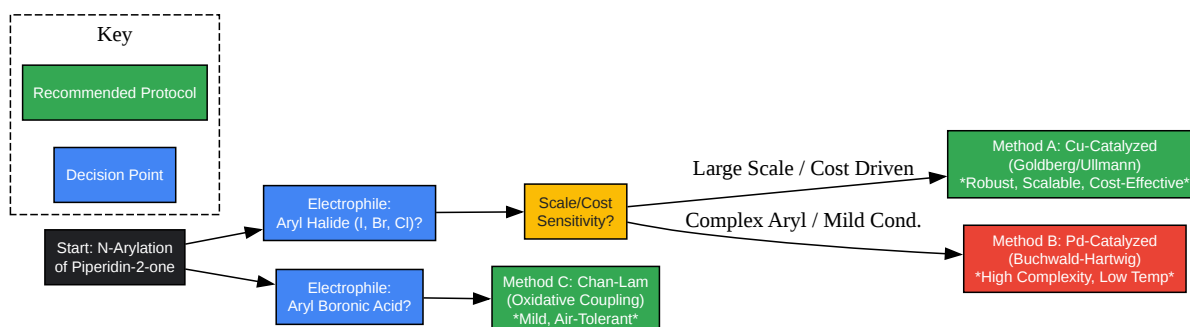 Key
Recommended Protocol
Decision Point
Start: N-Arylation
of Piperidin-2-one
Electrophile:
Aryl Halide (I, Br, Cl)?
Electrophile:
Aryl Boronic Acid?
Scale/Cost
Sensitivity?
Method C: Chan-Lam
(Oxidative Coupling)
*Mild, Air-Tolerant*
Large Scale / Cost Driven
Complex Aryl / Mild Cond.
Method A: Cu-Catalyzed
(Goldberg/Ullmann)
*Robust, Scalable, Cost-Effective*
Method B: Pd-Catalyzed
(Buchwald-Hartwig)
*High Complexity, Low Temp*